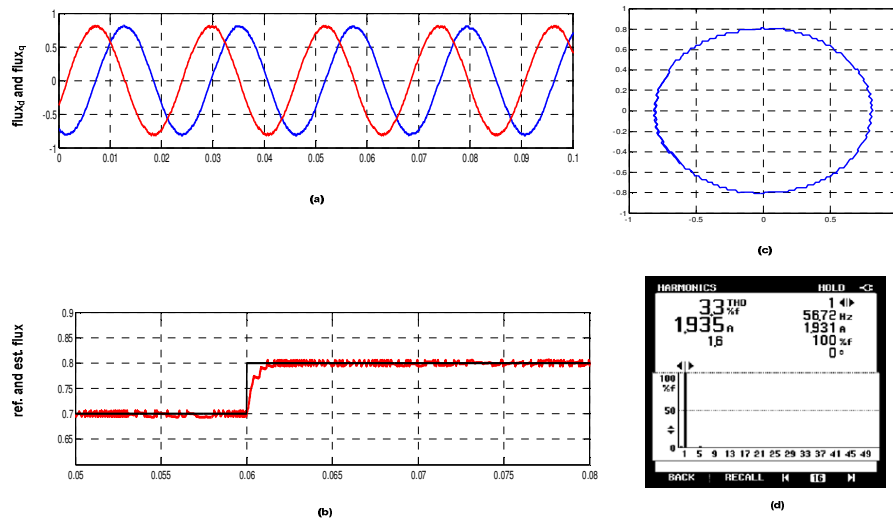 flux_d and flux_q
1
0.5
0
-0.5
-1
0 0.01 0.02 0.03 0.04 0.05 0.06 0.07 0.08 0.09 0.1
(a)
1
0.8
0.6
0.4
0.2
0
-0.2
-0.4
-0.6
-0.8
-1
-1 -0.5 0 0.5
(c)
ref. and est. flux
0.9
0.8
0.75
0.7
0.65
0.05 0.055 0.06 0.065 0.07 0.075 0.08
(b)
HARMONICS HOLD
3.3 THD %f
1.935 A
1.6
1
56.72 Hz
1.931 A
100 %f
0 °
100
%f
50
0
1 5 9 13 17 21 25 29 33 37 41 45 49
BACK RECALL 16
(d)